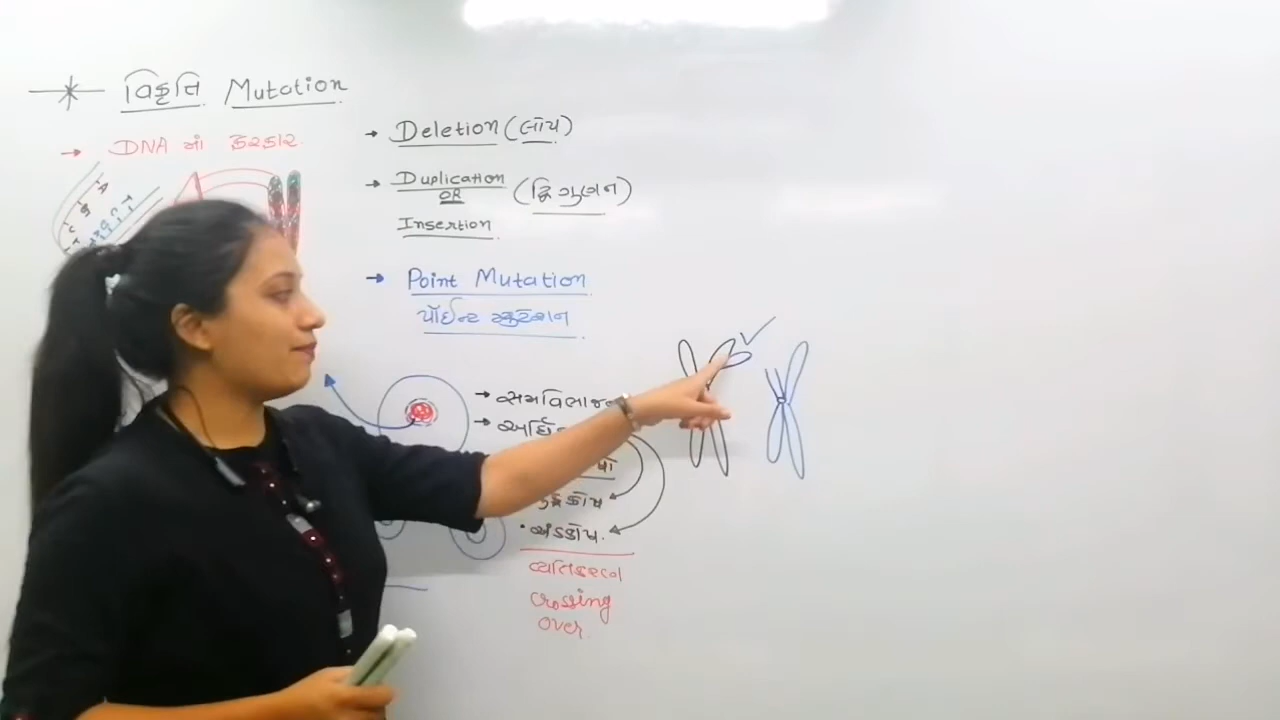 વિકૃતિ Mutation
→ DNA માં ફેરફાર
→ Deletion (લોપ)
→ Duplication
OR
(દ્વિગુણન)
Insertion
→ Point Mutation
પોઈન્ટ મ્યુટેશન
→ સમવિભાજન
→
• અંડકોષ.
વ્યતિકરણ
crossing
over.